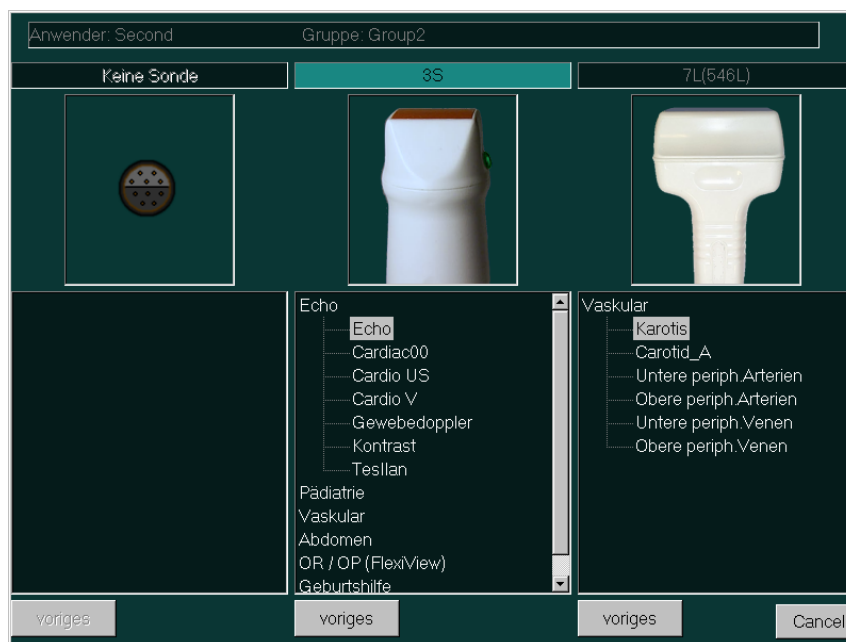 Anwender: Second Gruppe: Group2
Keine Sonde
3S
7L(546L)
Echo
Echo
Cardiac00
Cardio US
Cardio V
Gewebedoppler
Kontrast
TesIlan
Pädiatrie
Vaskular
Abdomen
OR / OP (FlexiView)
Geburtshilfe
Vaskular
Karotis
Carotid_A
Untere periph.Arterien
Obere periph.Arterien
Untere periph.Venen
Obere periph.Venen
voriges
voriges
voriges
Cancel